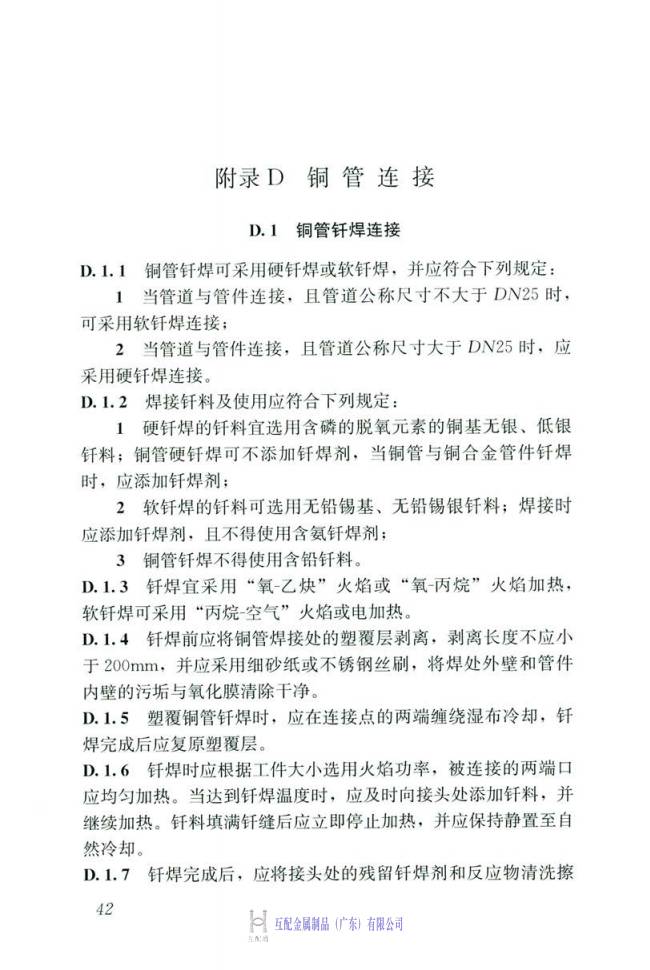 附录D 铜管连接
D.1 铜管钎焊连接
D.1.1 铜管钎焊可采用硬钎焊或软钎焊，并应符合下列规定：
1 当管道与管件连接，且管道公称尺寸不大于 DN25 时，
可采用软钎焊连接；
2 当管道与管件连接，且管道公称尺寸大于 DN25 时，应
采用硬钎焊连接。
D.1.2 焊接钎料及使用应符合下列规定：
1 硬钎焊的钎料宜选用含磷的脱氧元素的铜基无银、低银
钎料；铜管硬钎焊可不添加钎焊剂，当铜管与铜合金管件钎焊
时，应添加钎焊剂；
2 软钎焊的钎料可选用无铅锡基、无铅锡银钎料；焊接时
应添加钎焊剂，且不得使用含氨钎焊剂；
3 铜管钎焊不得使用含铅钎料。
D.1.3 钎焊宜采用“氧-乙炔”火焰或“氧-丙烷”火焰加热，
软钎焊可采用“丙烷-空气”火焰或电加热。
D.1.4 钎焊前应将铜管焊接处的塑覆层剥离，剥离长度不应小
于 200mm，并应采用细砂纸或不锈钢丝刷，将焊处外壁和管件
内壁的污垢与氧化膜清除干净。
D.1.5 塑覆铜管钎焊时，应在连接点的两端缠绕湿布冷却，钎
焊完成后应复原塑覆层。
D.1.6 钎焊时应根据工件大小选用火焰功率，被连接的两端口
应均匀加热。当达到钎焊温度时，应及时向接头处添加钎料，并
继续加热。钎料填满钎缝后应立即停止加热，并应保持静置至自
然冷却。
D.1.7 钎焊完成后，应将接头处的残留钎焊剂和反应物清洗擦
42
互配通
互配金属制品（广东）有限公司